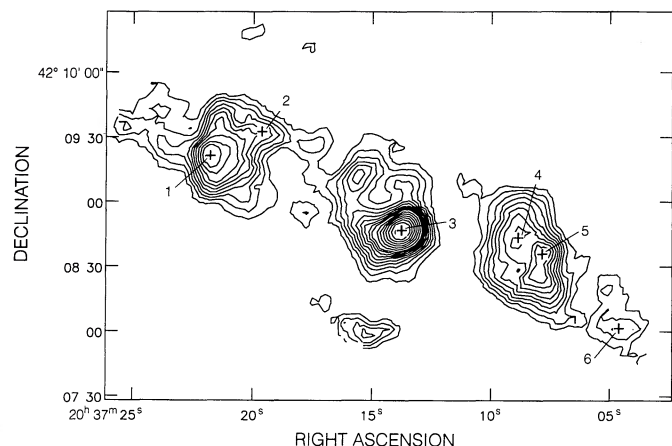 42° 10' 00"
09 30
00
08 30
00
07 30
DECLINATION
1
2
3
4
5
6
20ʰ 37ᵐ 25ˢ
20ˢ
15ˢ
10ˢ
05ˢ
RIGHT ASCENSION